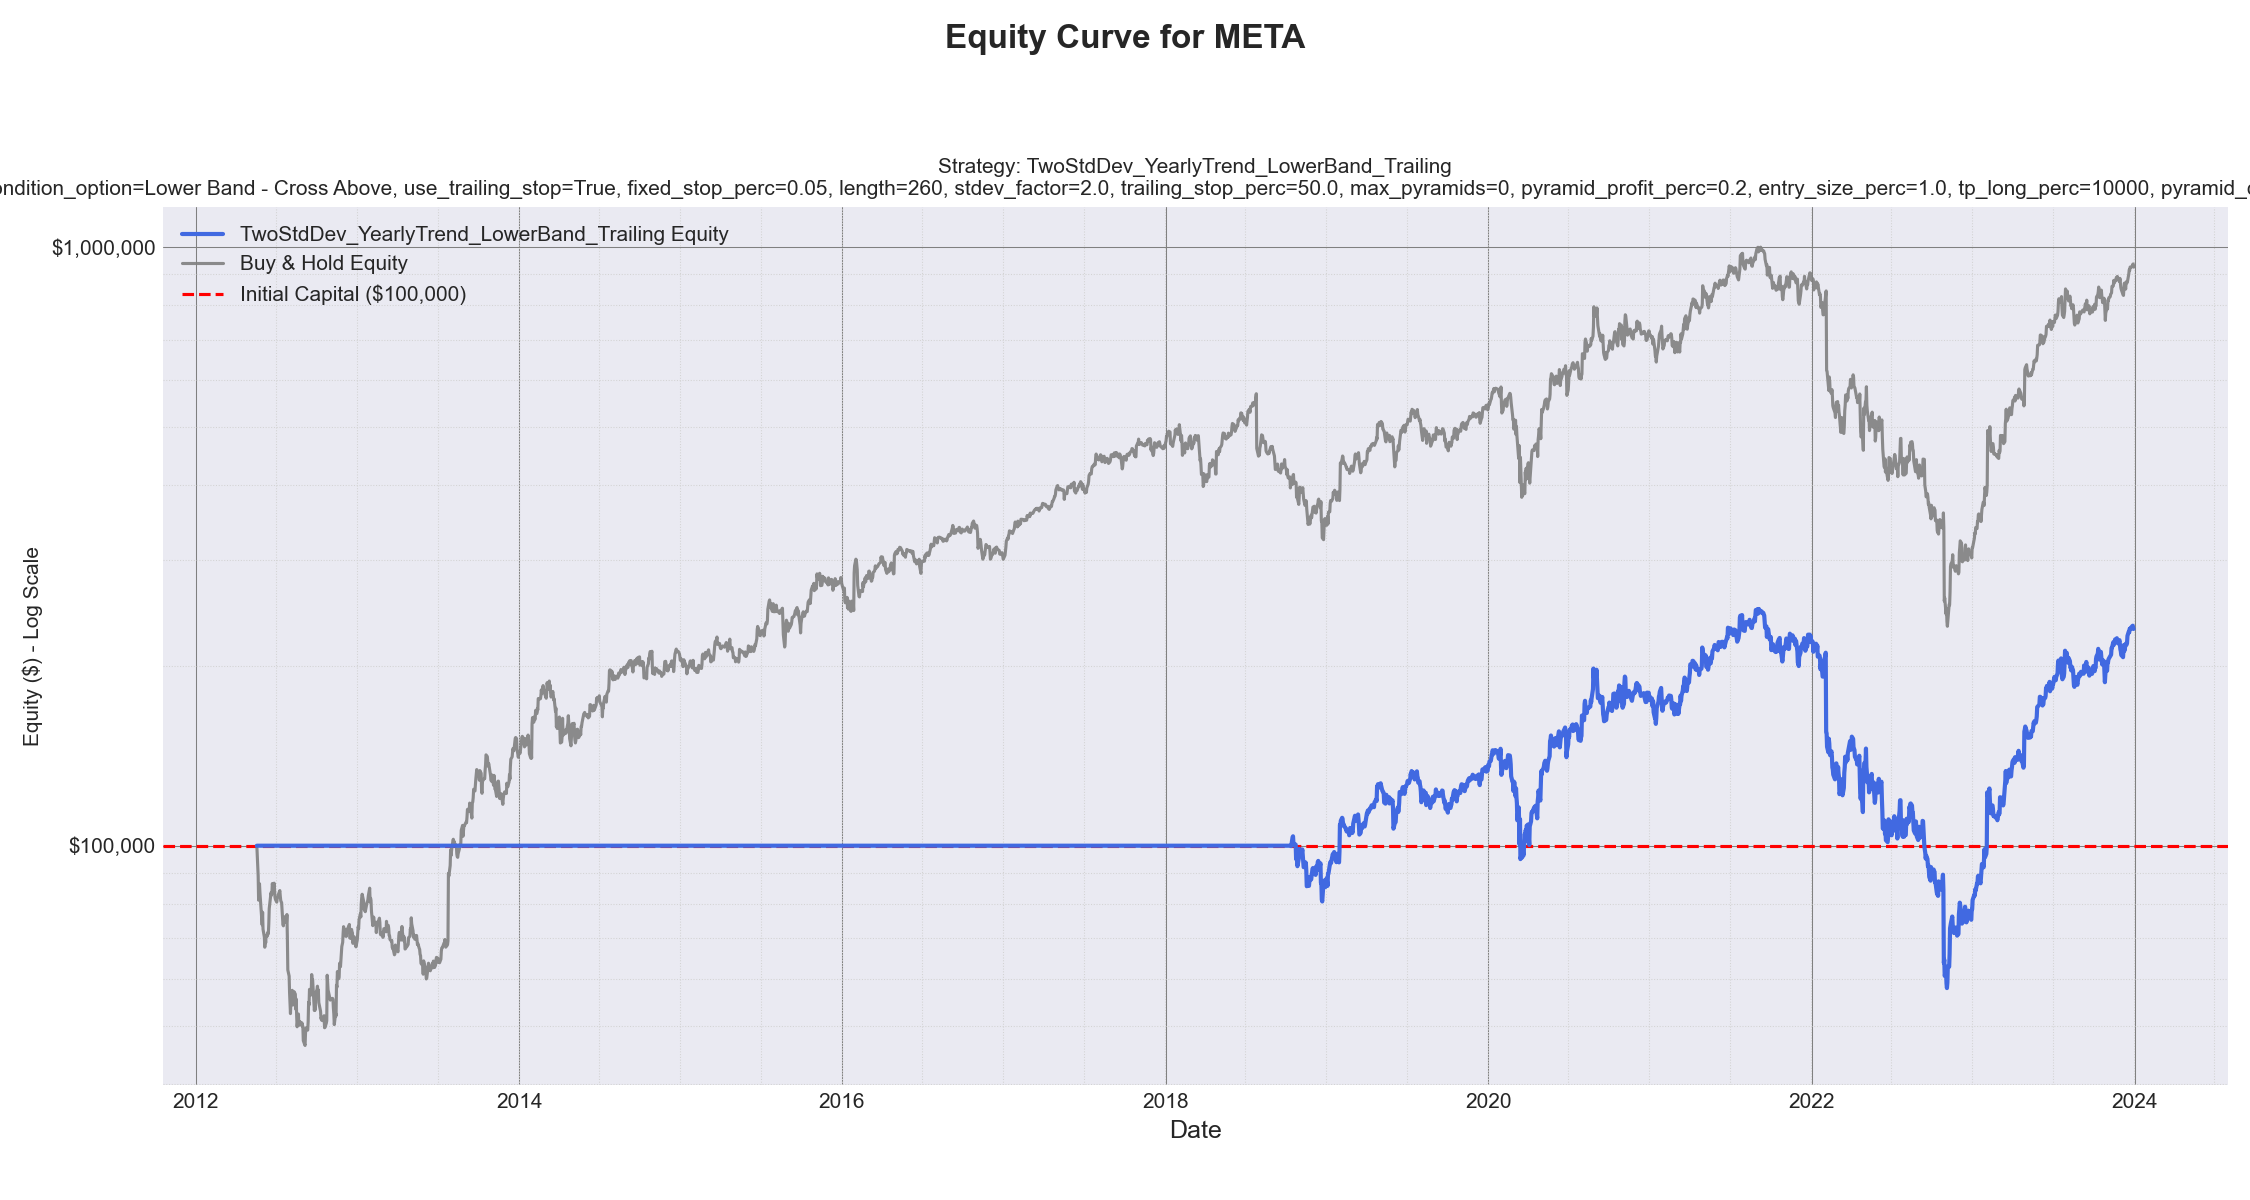 Equity Curve for META
Strategy: TwoStdDev_YearlyTrend_LowerBand_Trailing
ondition_option=Lower Band - Cross Above, use_trailing_stop=True, fixed_stop_perc=0.05, length=260, stdev_factor=2.0, trailing_stop_perc=50.0, max_pyramids=0, pyramid_profit_perc=0.2, entry_size_perc=1.0, tp_long_perc=10000, pyramid_
TwoStdDev_YearlyTrend_LowerBand_Trailing Equity
Buy & Hold Equity
Initial Capital ($100,000)
$1,000,000
$100,000
Equity ($) - Log Scale
2012 2014 2016 2018 2020 2022 2024
Date